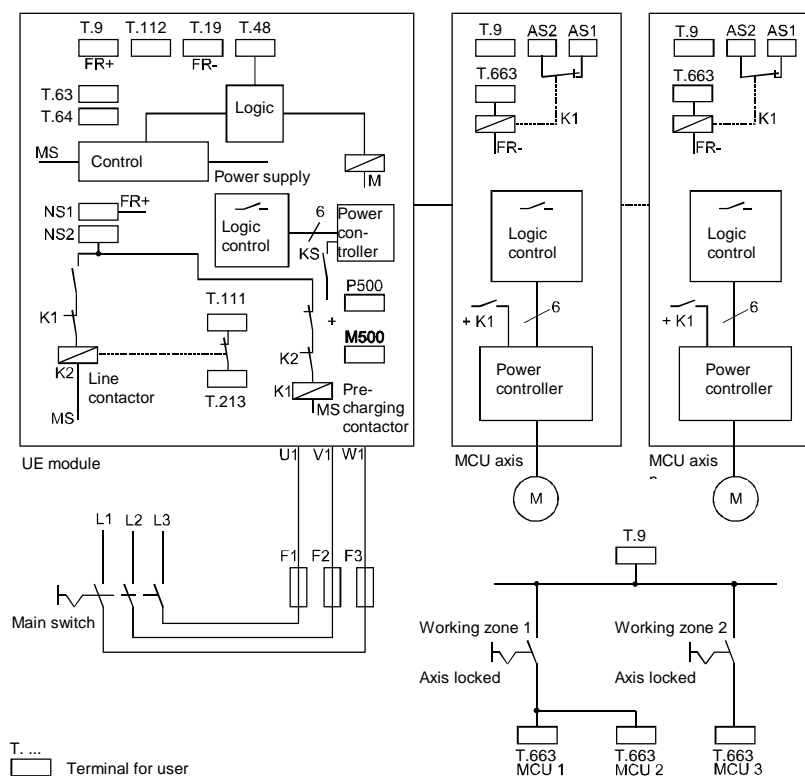 T.9
T.112
T.19
T.48
FR+
FR-
T.63
T.64
Logic
MS
Control
Power supply
M
NS1
FR+
NS2
Logic
control
6
Power
con-
troller
KS
P500
T.111
+
M500
K1
K2
K2
Line
contactor
T.213
K1
MS
MS
Pre-
charging
contactor
UE module
U1
V1
W1
T.9
AS2
AS1
T.663
K1
FR-
Logic
control
+ K1
6
Power
controller
MCU axis
M
T.9
AS2
AS1
T.663
K1
FR-
Logic
control
+ K1
6
Power
controller
MCU axis
M
L1
L2
L3
F1
F2
F3
Main switch
T.9
Working zone 1
Working zone 2
Axis locked
Axis locked
T.663
MCU 1
T.663
MCU 2
T.663
MCU 3
T. ...
Terminal for user